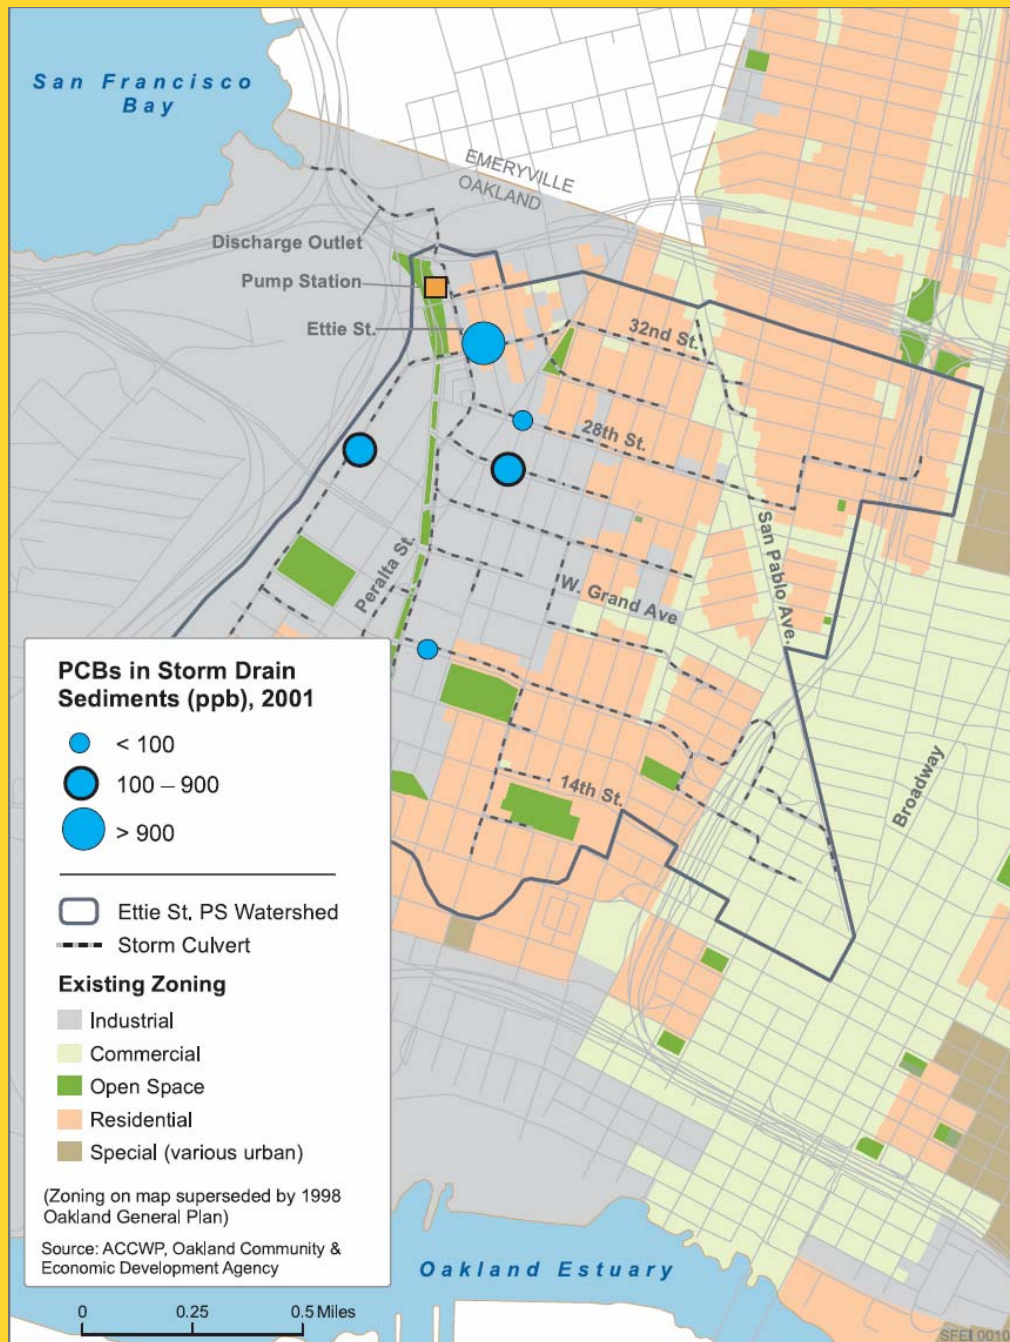 San Francisco
Bay
EMERYVILLE
OAKLAND
Discharge Outlet
Pump Station
Ettie St.
32nd St.
28th St.
San Pablo Ave.
Peralta St.
W. Grand Ave
Broadway
14th St.
PCBs in Storm Drain
Sediments (ppb), 2001
< 100
100 – 900
> 900
Ettie St. PS Watershed
Storm Culvert
Existing Zoning
Industrial
Commercial
Open Space
Residential
Special (various urban)
(Zoning on map superseded by 1998
Oakland General Plan)
Source: ACCWP, Oakland Community &
Economic Development Agency
Oakland Estuary
0 0.25 0.5 Miles
SFEI 0010